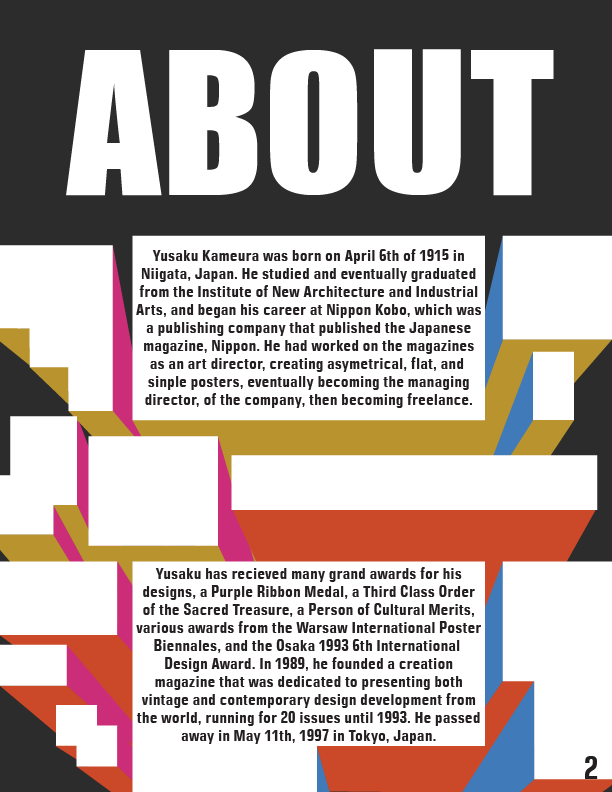 ABOUT
Yusaku Kameura was born on April 6th of 1915 in
Niigata, Japan. He studied and eventually graduated
from the Institute of New Architecture and Industrial
Arts, and began his career at Nippon Kobo, which was
a publishing company that published the Japanese
magazine, Nippon. He had worked on the magazines
as an art director, creating asymetrical, flat, and
sinple posters, eventually becoming the managing
director, of the company, then becoming freelance.
Yusaku has recieved many grand awards for his
designs, a Purple Ribbon Medal, a Third Class Order
of the Sacred Treasure, a Person of Cultural Merits,
various awards from the Warsaw International Poster
Biennales, and the Osaka 1993 6th International
Design Award. In 1989, he founded a creation
magazine that was dedicated to presenting both
vintage and contemporary design development from
the world, running for 20 issues until 1993. He passed
away in May 11th, 1997 in Tokyo, Japan.
2